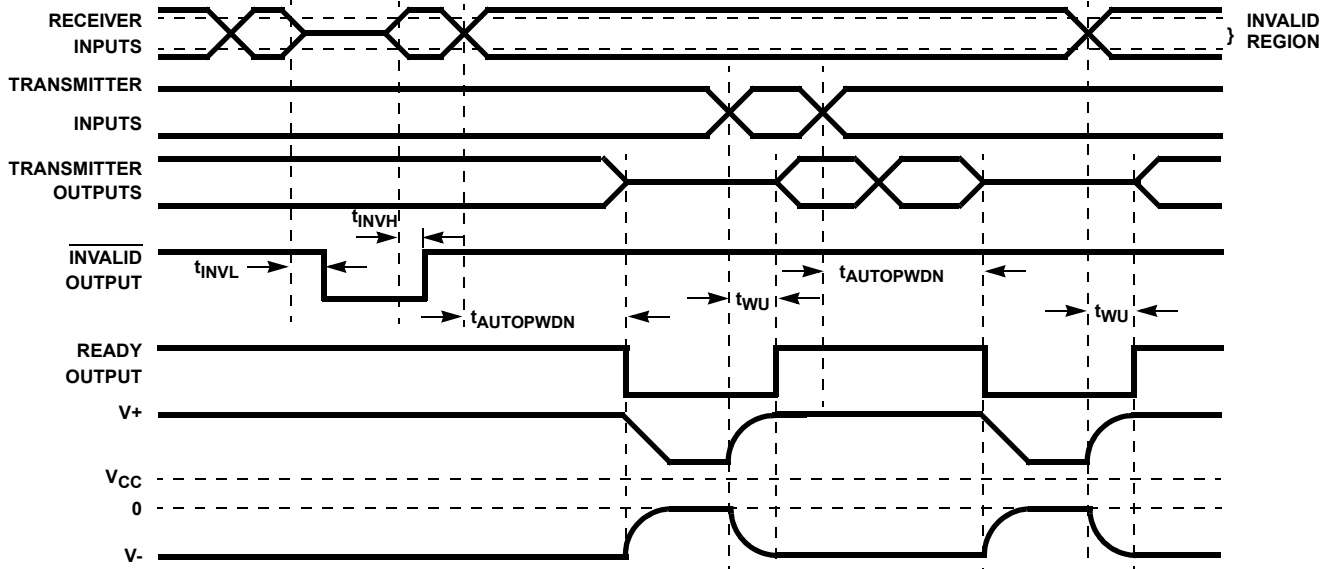 RECEIVER
INPUTS
} INVALID
REGION
TRANSMITTER
INPUTS
TRANSMITTER
OUTPUTS
tINVH
INVALID
OUTPUT
tINVL
tAUTOPWDN
tWU
tAUTOPWDN
tWU
READY
OUTPUT
V+
VCC
0
V-